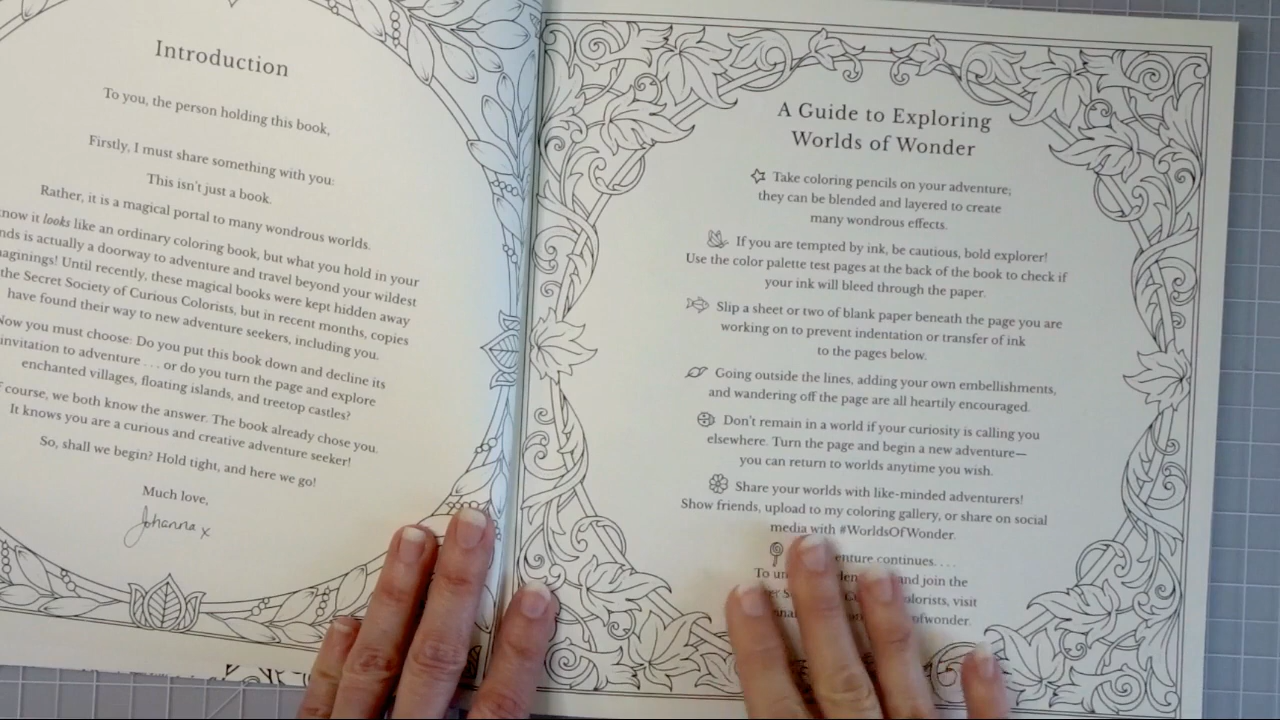 Introduction
To you, the person holding this book,
Firstly, I must share something with you:
This isn't just a book.
Rather, it is a magical portal to many wondrous worlds.
know it looks like an ordinary coloring book, but what you hold in your
is actually a doorway to adventure and travel beyond your wildest
Until recently, these magical books were kept hidden away
the Secret Society of Curious Colorists, but in recent months, copies
have found their way to new adventure seekers, including you.
Now you must choose: Do you put this book down and decline its
invitation to adventure . . . or do you turn the page and explore
enchanted villages, floating islands, and treetop castles?
course, we both know the answer. The book already chose you.
It knows you are a curious and creative adventure seeker!
So, shall we begin? Hold tight, and here we go!
Much love,
Johanna x
A Guide to Exploring
Worlds of Wonder
Take coloring pencils on your adventure;
they can be blended and layered to create
many wondrous effects.
If you are tempted by ink, be cautious, bold explorer!
Use the color palette test pages at the back of the book to check if
your ink will bleed through the paper.
Slip a sheet or two of blank paper beneath the page you are
working on to prevent indentation or transfer of ink
to the pages below.
Going outside the lines, adding your own embellishments,
and wandering off the page are all heartily encouraged.
Don't remain in a world if your curiosity is calling you
elsewhere. Turn the page and begin a new adventure—
you can return to worlds anytime you wish.
Share your worlds with like-minded adventurers!
Show friends, upload to my coloring gallery, or share on social
media with #WorldsOfWonder.
continues. . . .
To and join the
visit